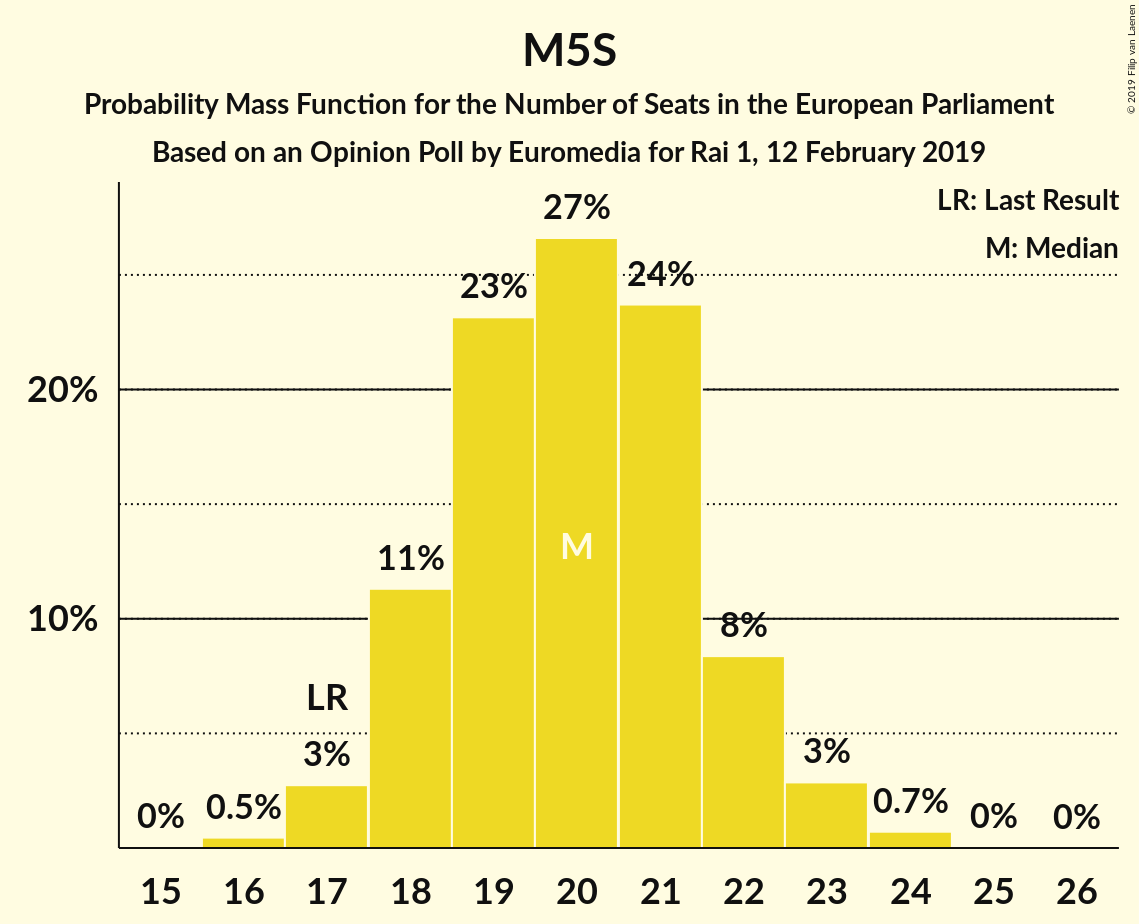 M5S
Probability Mass Function for the Number of Seats in the European Parliament
Based on an Opinion Poll by Euromedia for Rai 1, 12 February 2019
© 2019 Filip van Laenen
LR: Last Result
M: Median
27%
24%
23%
20%
M
11%
10%
8%
LR
3%
3%
0%
0.5%
0.7%
0%
0%
15 16 17 18 19 20 21 22 23 24 25 26